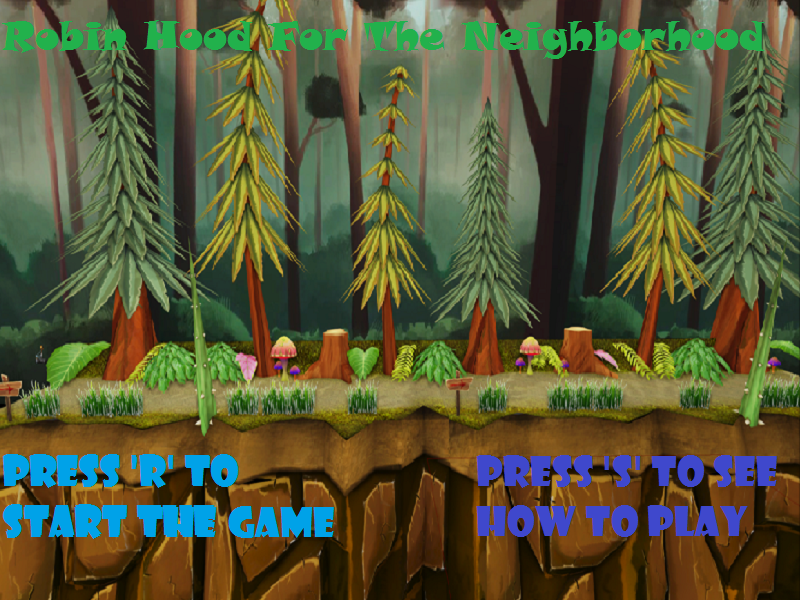 Robin Hood For The Neighborhood
PRESS 'R' TO
START THE GAME
PRESS 'S' TO SEE
HOW TO PLAY